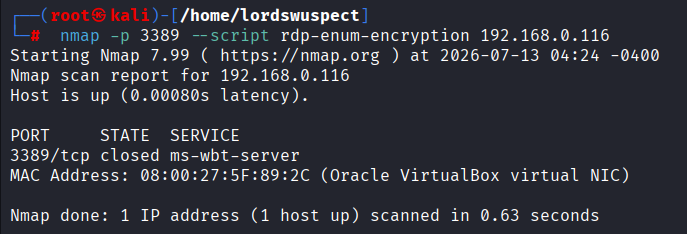 ┌──(root㉿kali)-[/home/lordswuspect]
└─# nmap -p 3389 --script rdp-enum-encryption 192.168.0.116
Starting Nmap 7.99 ( https://nmap.org ) at 2026-07-13 04:24 -0400
Nmap scan report for 192.168.0.116
Host is up (0.00080s latency).
PORT     STATE  SERVICE
3389/tcp closed ms-wbt-server
MAC Address: 08:00:27:5F:89:2C (Oracle VirtualBox virtual NIC)
Nmap done: 1 IP address (1 host up) scanned in 0.63 seconds